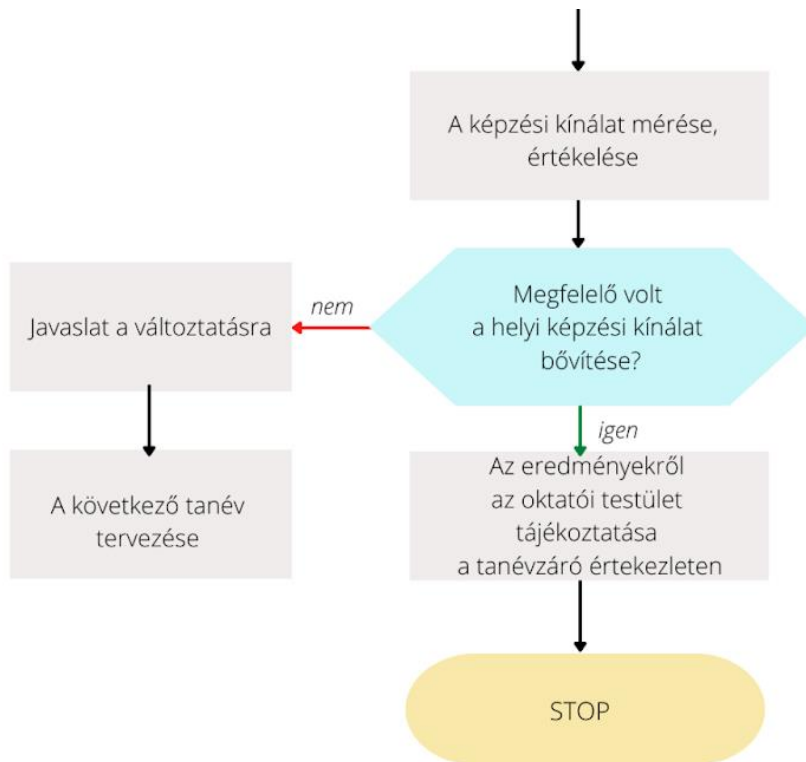 A képzési kínálat mérése,
értékelése
Megfelelő volt
a helyi képzési kínálat
bővítése?
nem
Javaslat a változtatásra
A következő tanév
tervezése
igen
Az eredményekről
az oktatói testület
tájékoztatása
a tanévzáró értekezleten
STOP